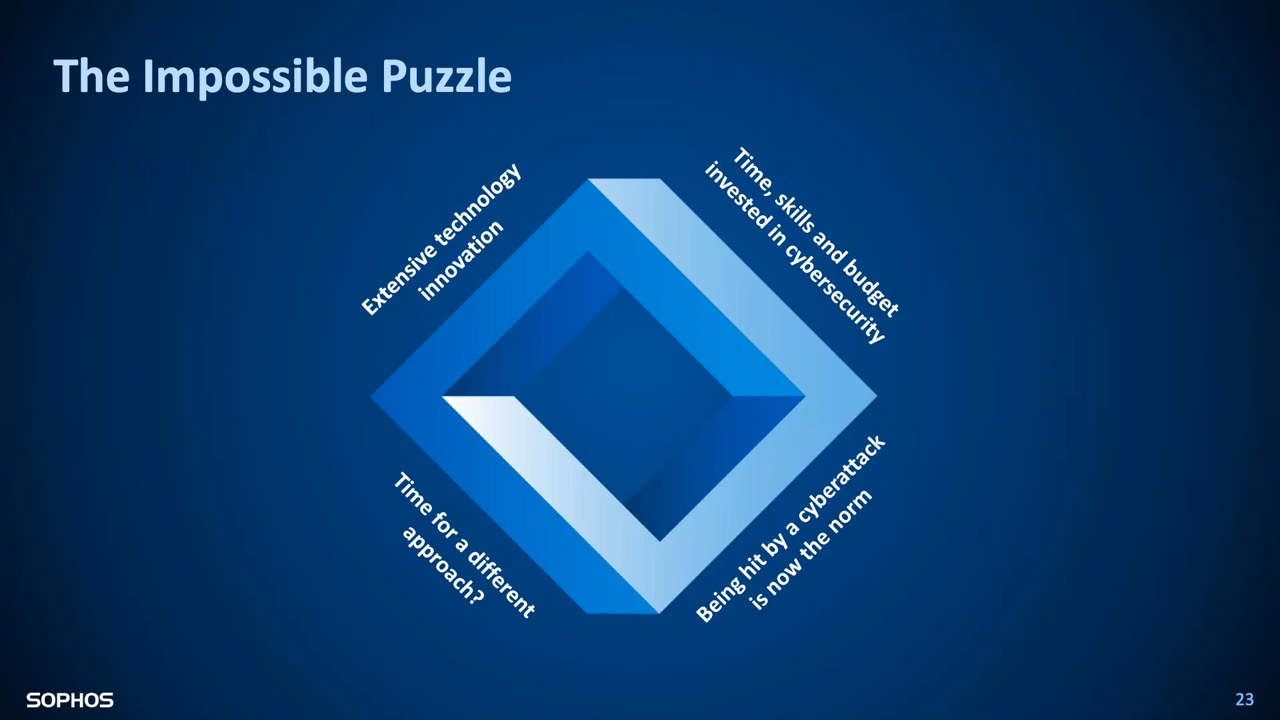 The Impossible Puzzle
Extensive technology
innovation
Time, skills and budget
invested in cybersecurity
Time for a different
approach?
Being hit by a cyberattack
is now the norm
SOPHOS
23